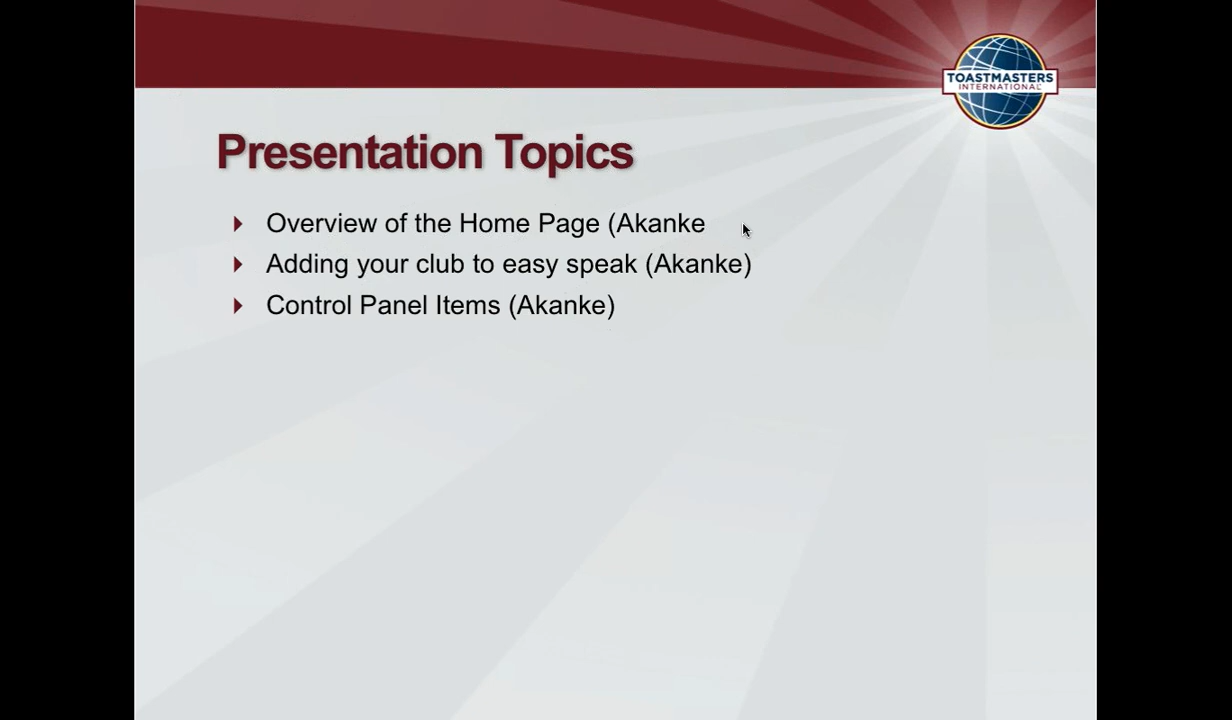 TOASTMASTERS
INTERNATIONAL
Presentation Topics
Overview of the Home Page (Akanke
Adding your club to easy speak (Akanke)
Control Panel Items (Akanke)